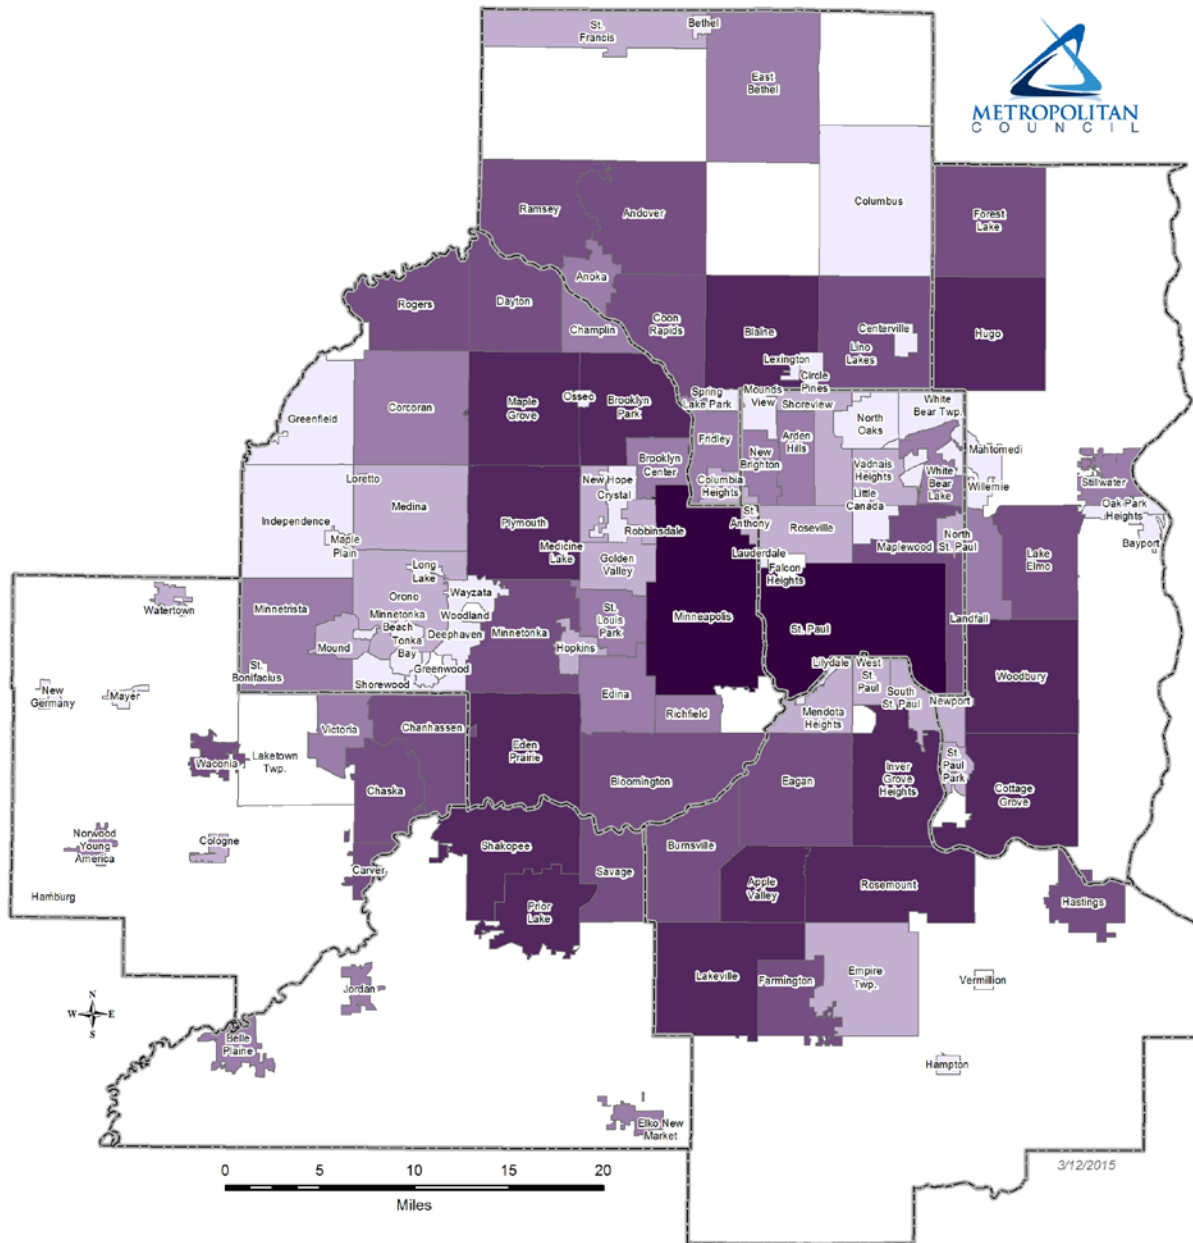 St.
Francis
Bethel
East
Bethel
METROPOLITAN
COUNCIL
Ramsey
Andover
Columbus
Forest
Lake
Anoka
Rogers
Dayton
Champlin
Coon
Rapids
Blaine
Centerville
Lino
Lakes
Hugo
Lexington
Circle
Pines
Greenfield
Corcoran
Maple
Grove
Osseo
Brooklyn
Park
Spring
Lake Park
Mounds
View
Shoreview
North
Oaks
White
Bear Twp.
Fridley
Arden
Hills
New
Brighton
Brooklyn
Center
Mahtomedi
Loretto
Medina
New Hope
Crystal
Columbia
Heights
Vadnais
Heights
White
Bear
Lake
Willernie
Stillwater
Little
Canada
Oak Park
Heights
Bayport
Independence
Maple
Plain
Plymouth
Medicine
Lake
Robbinsdale
Golden
Valley
St.
Anthony
Roseville
Lauderdale
Falcon
Heights
Maplewood
North
St. Paul
Lake
Elmo
Long
Lake
Orono
Wayzata
Woodland
Watertown
Minnetrista
Minnetonka
Beach
Tonka
Bay
Deephaven
Greenwood
Mound
Minnetonka
St.
Louis
Park
Hopkins
Minneapolis
St. Paul
Landfall
St.
Bonifacius
Shorewood
Edina
Richfield
Lilydale
West
St.
Paul
South
St. Paul
Mendota
Heights
Newport
Woodbury
New
Germany
Mayer
Victoria
Chanhassen
Waconia
Laketown
Twp.
Chaska
Eden
Prairie
Bloomington
Eagan
Inver
Grove
Heights
St.
Paul
Park
Cottage
Grove
Norwood
Young
America
Cologne
Hamburg
Carver
Shakopee
Savage
Burnsville
Prior
Lake
Apple
Valley
Rosemount
Hastings
Jordan
Lakeville
Farmington
Empire
Twp.
Vermillion
N
W
E
S
Belle
Plaine
Hampton
Elko New
Market
3/12/2015
0
5
10
15
20
Miles